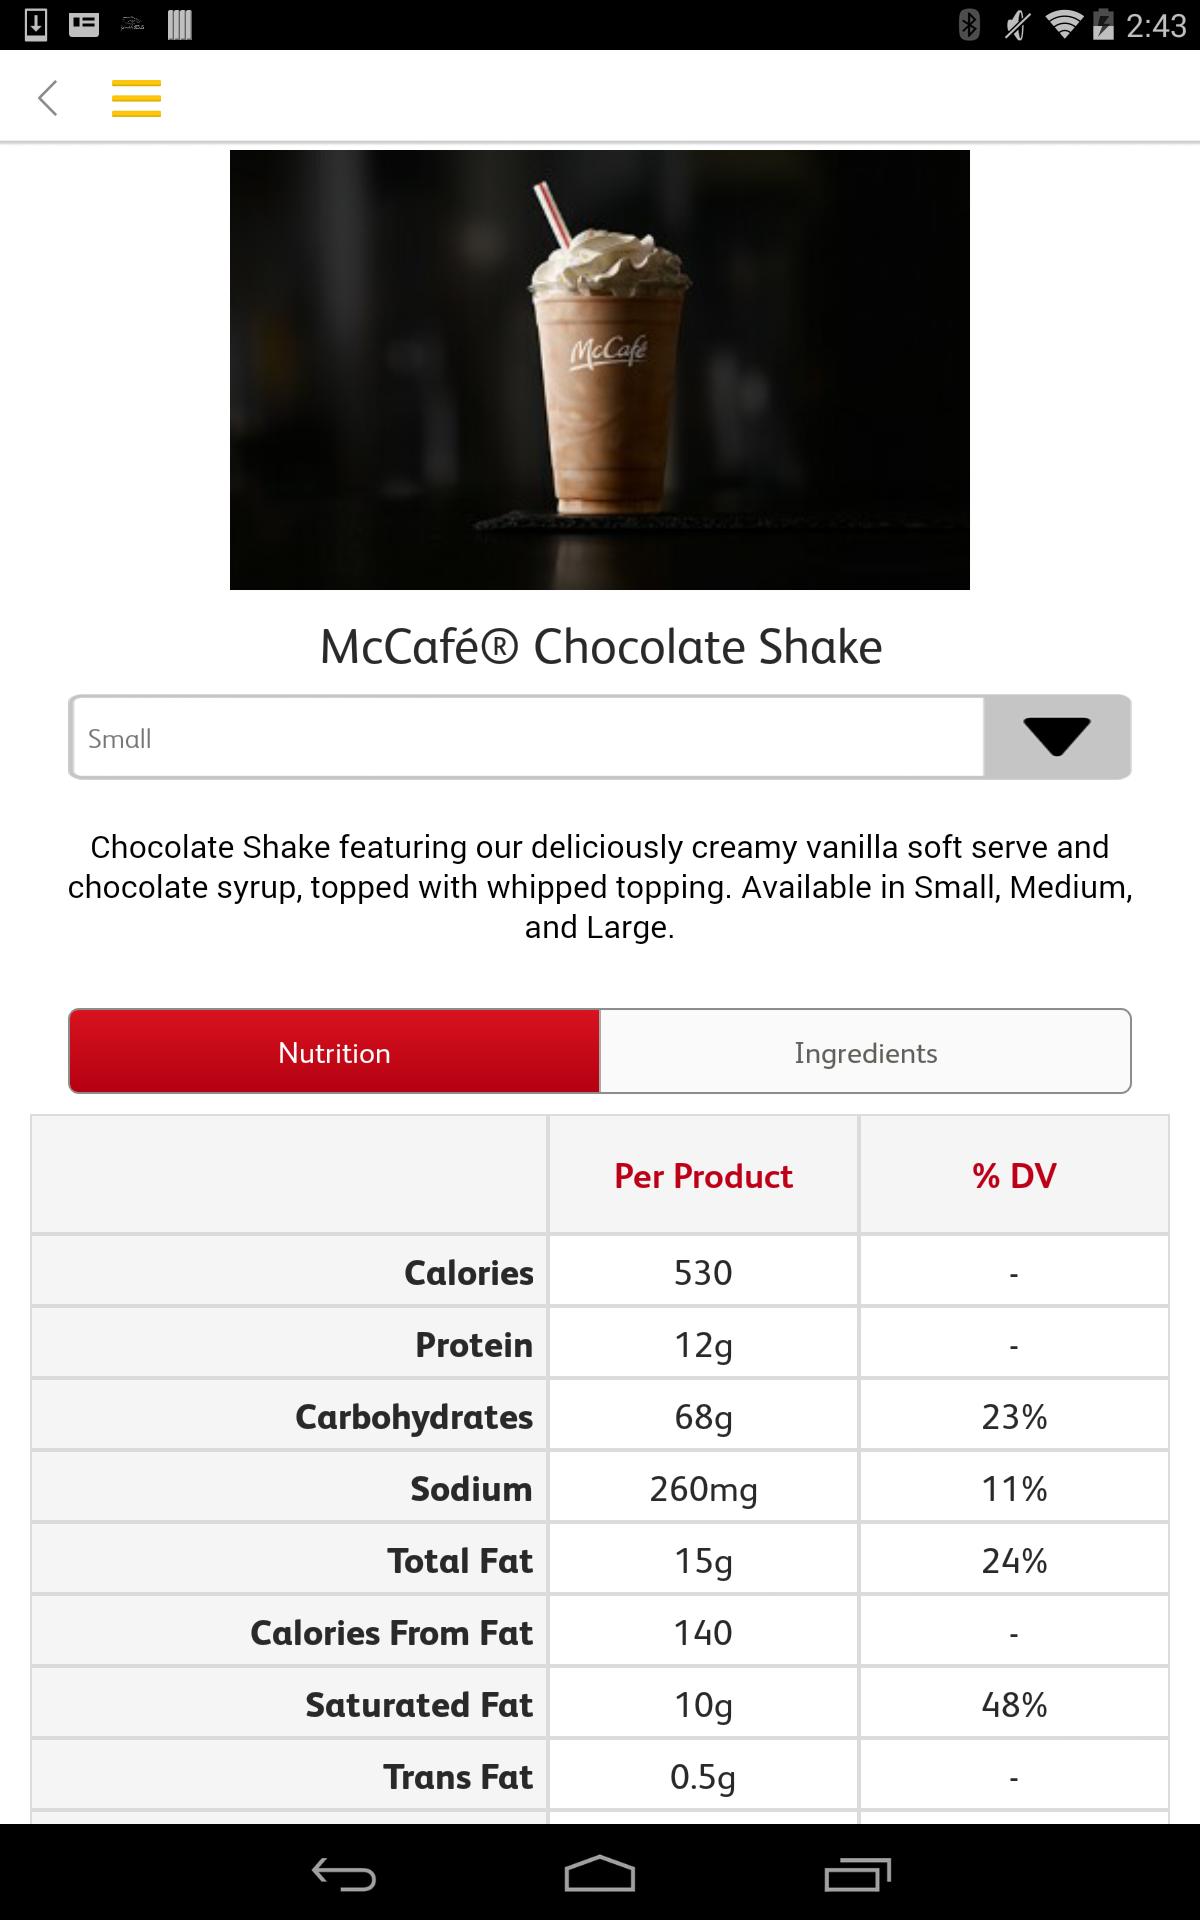 2:43
McCafé
McCafé® Chocolate Shake
Small
Chocolate Shake featuring our deliciously creamy vanilla soft serve and
chocolate syrup, topped with whipped topping. Available in Small, Medium,
and Large.
Nutrition Ingredients
Per Product % DV
Calories 530 -
Protein 12g -
Carbohydrates 68g 23%
Sodium 260mg 11%
Total Fat 15g 24%
Calories From Fat 140 -
Saturated Fat 10g 48%
Trans Fat 0.5g -